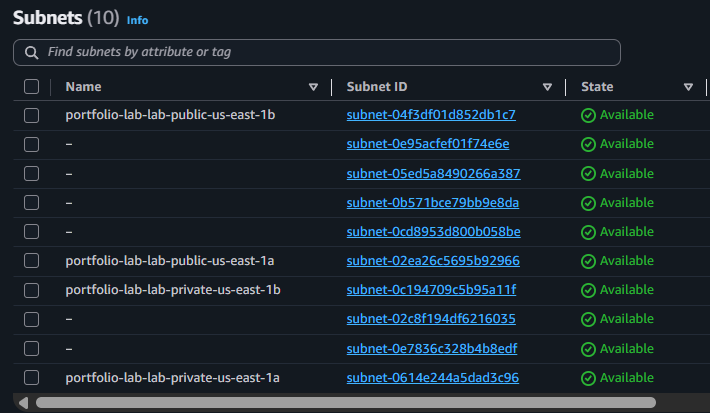 Subnets (10) Info
Find subnets by attribute or tag
Name Subnet ID State
portfolio-lab-lab-public-us-east-1b subnet-04f3df01d852db1c7 Available
– subnet-0e95acfef01f74e6e Available
– subnet-05ed5a8490266a387 Available
– subnet-0b571bce79bb9e8da Available
– subnet-0cd8953d800b058be Available
portfolio-lab-lab-public-us-east-1a subnet-02ea26c5695b92966 Available
portfolio-lab-lab-private-us-east-1b subnet-0c194709c5b95a11f Available
– subnet-02c8f194df6216035 Available
– subnet-0e7836c328b4b8edf Available
portfolio-lab-lab-private-us-east-1a subnet-0614e244a5dad3c96 Available